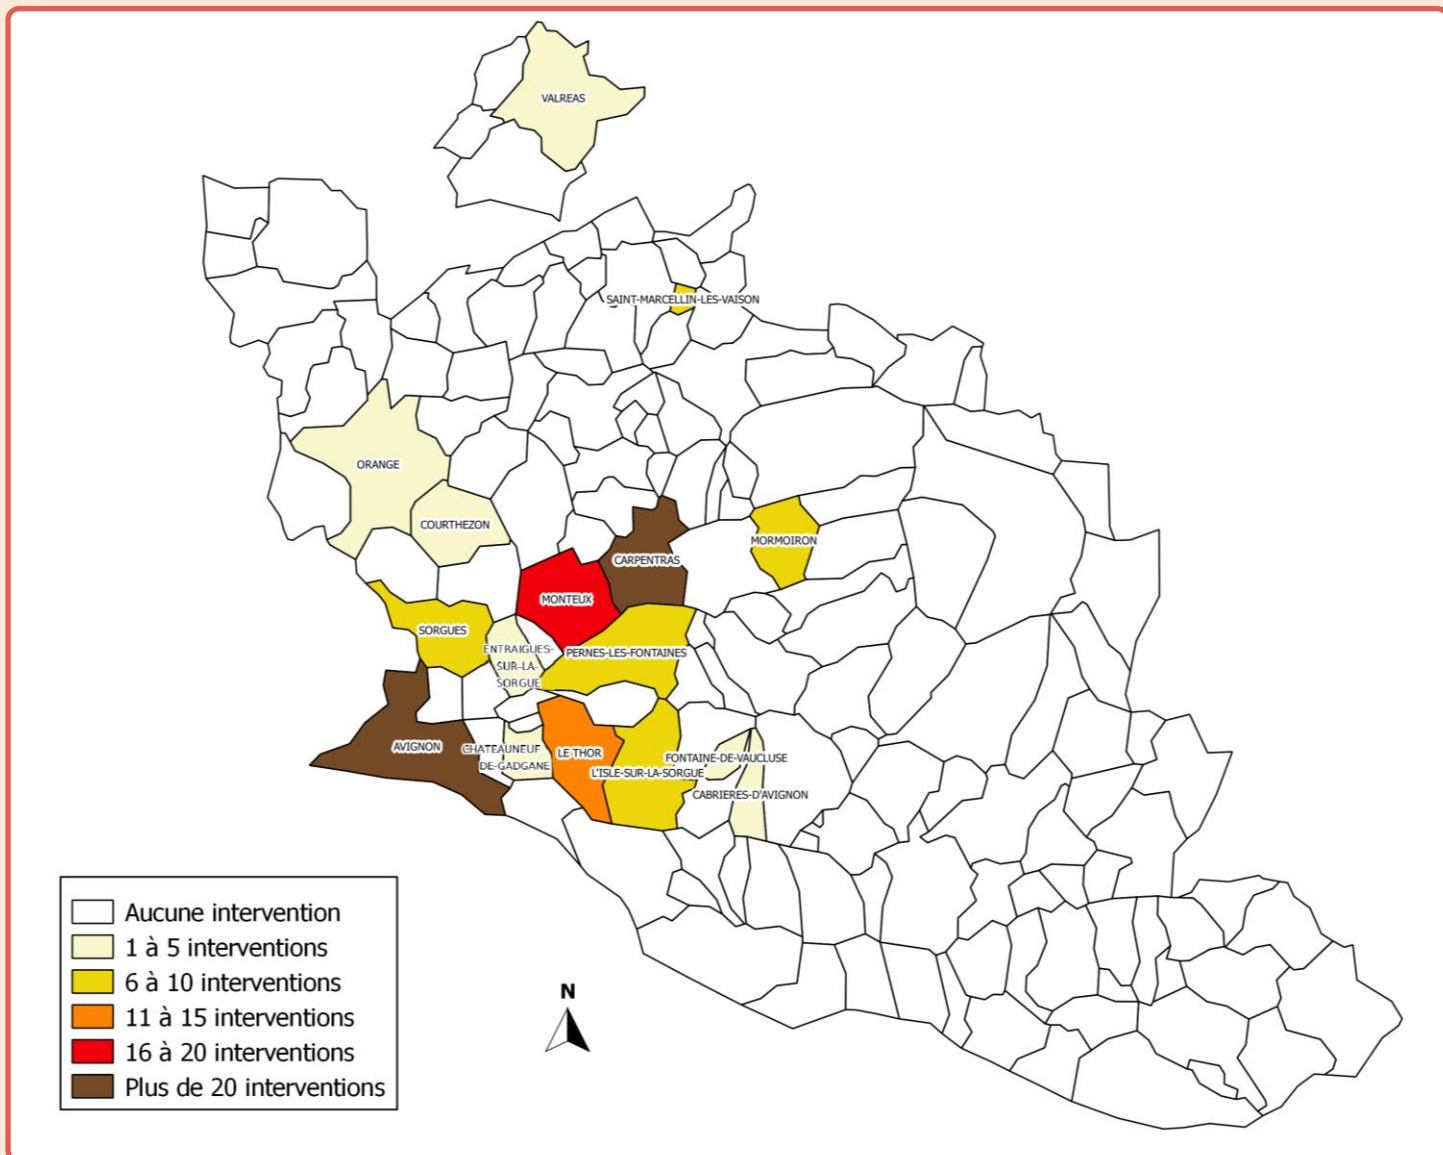 VALREAS
SAINT-MARCELLIN-LES-VAISON
ORANGE
COURTHEZON
MORMOIRON
CARPENTRAS
MONTEUX
SORGUES
ENTRAIGUES-
SUR-LA-
SORGUE
PERNES-LES-FONTAINES
AVIGNON
CHATEAUNEUF
DE-GADGANE
LE THOR
L'ISLE-SUR-LA-SORGUE
FONTAINE-DE-VAUCLUSE
CABRIERES-D'AVIGNON
Aucune intervention
1 à 5 interventions
6 à 10 interventions
11 à 15 interventions
16 à 20 interventions
Plus de 20 interventions
N